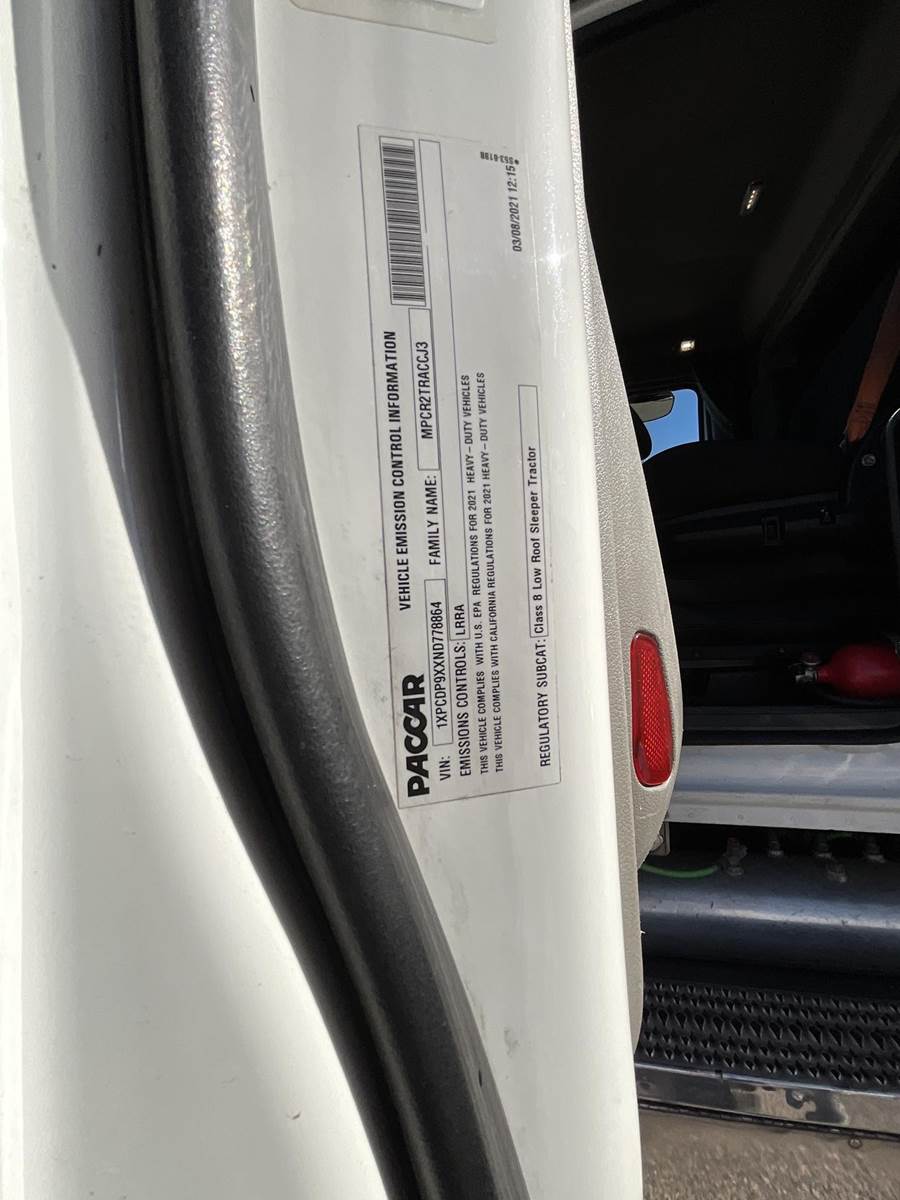 VEHICLE EMISSION CONTROL INFORMATION
PACCAR
VIN: 1XPCDP9XXND778864 FAMILY NAME: MPCR2TRACCJ3
EMISSIONS CONTROLS: LRRA
THIS VEHICLE COMPLIES WITH U.S. EPA REGULATIONS FOR 2021 HEAVY-DUTY VEHICLES
THIS VEHICLE COMPLIES WITH CALIFORNIA REGULATIONS FOR 2021 HEAVY-DUTY VEHICLES
REGULATORY SUBCAT: Class 8 Low Roof Sleeper Tractor
03/08/2021 12:15
S53-6198